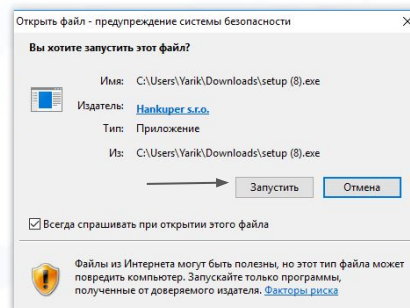 Открыть файл - предупреждение системы безопасности
Вы хотите запустить этот файл?
Имя: C:\Users\Yarik\Downloads\setup (8).exe
Издатель: Hankuper s.r.o.
Тип: Приложение
Из: C:\Users\Yarik\Downloads\setup (8).exe
Запустить Отмена
Всегда спрашивать при открытии этого файла
Файлы из Интернета могут быть полезны, но этот тип файла может
повредить компьютер. Запускайте только программы,
полученные от доверяемого издателя. Факторы риска